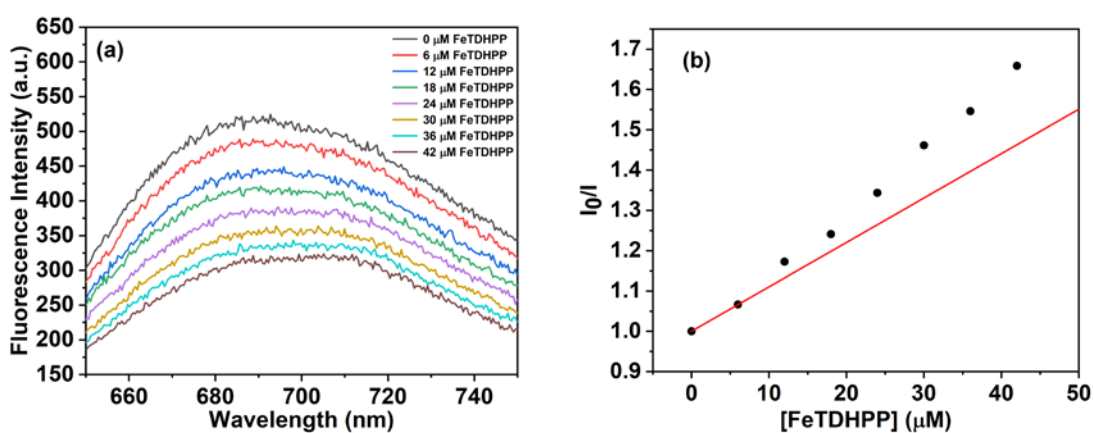 (a)
0 μM FeTDHPP
6 μM FeTDHPP
12 μM FeTDHPP
18 μM FeTDHPP
24 μM FeTDHPP
30 μM FeTDHPP
36 μM FeTDHPP
42 μM FeTDHPP
Fluorescence Intensity (a.u.)
650
600
550
500
450
400
350
300
250
200
150
660 680 700 720 740
Wavelength (nm)
(b)
I0/I
1.7
1.6
1.5
1.4
1.3
1.2
1.1
1.0
0.9
0 10 20 30 40 50
[FeTDHPP] (μM)